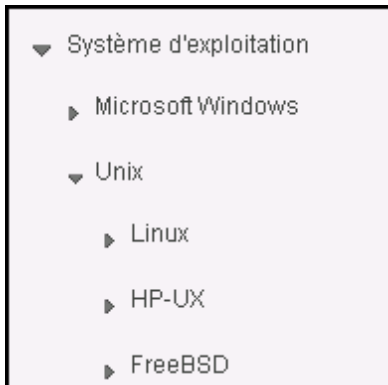 Système d'exploitation
Microsoft Windows
Unix
Linux
HP-UX
FreeBSD